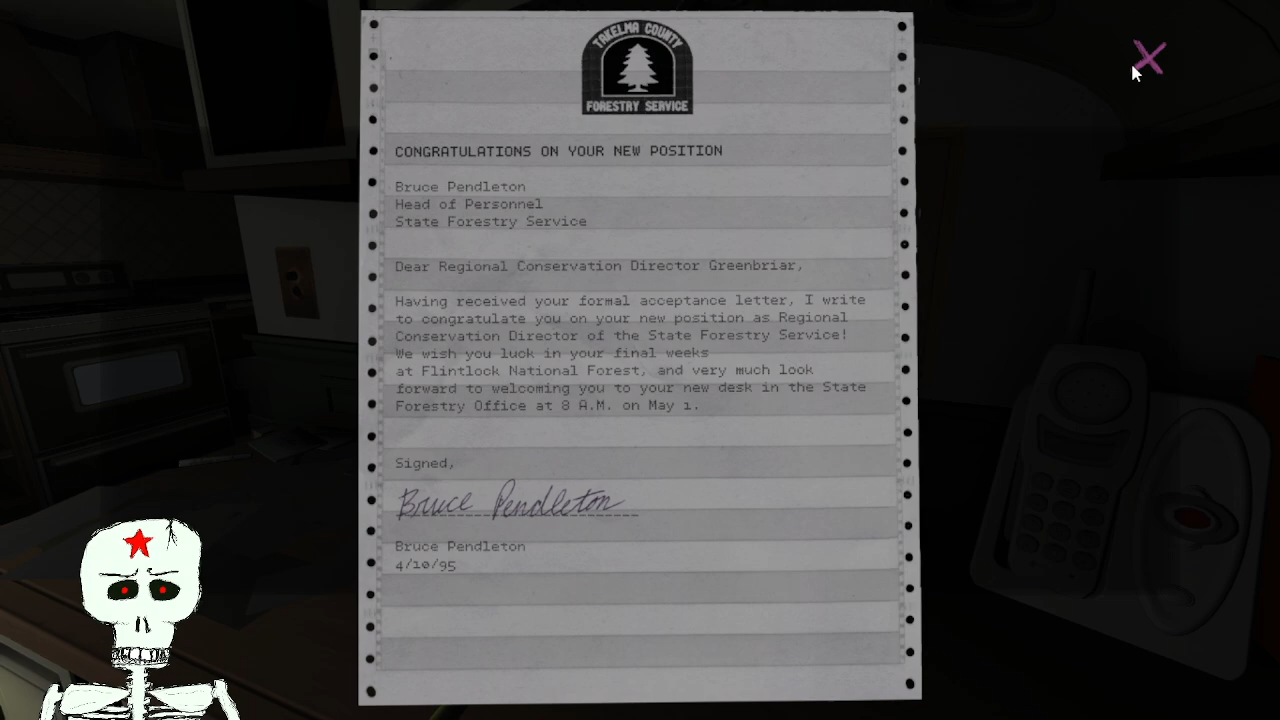 TAKELMA COUNTY
FORESTRY SERVICE
CONGRATULATIONS ON YOUR NEW POSITION
Bruce Pendleton
Head of Personnel
State Forestry Service
Dear Regional Conservation Director Greenbriar,
Having received your formal acceptance letter, I write
to congratulate you on your new position as Regional
Conservation Director of the State Forestry Service!
We wish you luck in your final weeks
at Flintlock National Forest, and very much look
forward to welcoming you to your new desk in the State
Forestry Office at 8 A.M. on May 1.
Signed,
Bruce Pendleton
Bruce Pendleton
4/10/95